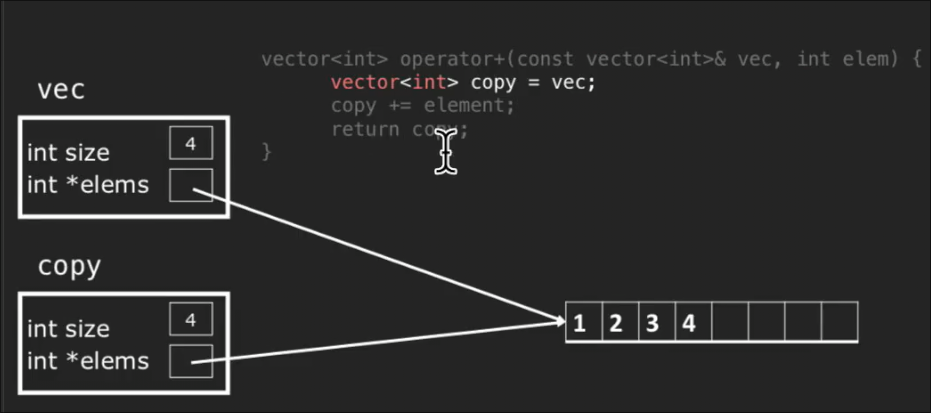 vector<int> operator+(const vector<int>& vec, int elem) {
vector<int> copy = vec;
copy += element;
return copy;
}
vec
int size 4
int *elems
copy
int size 4
int *elems
1 2 3 4